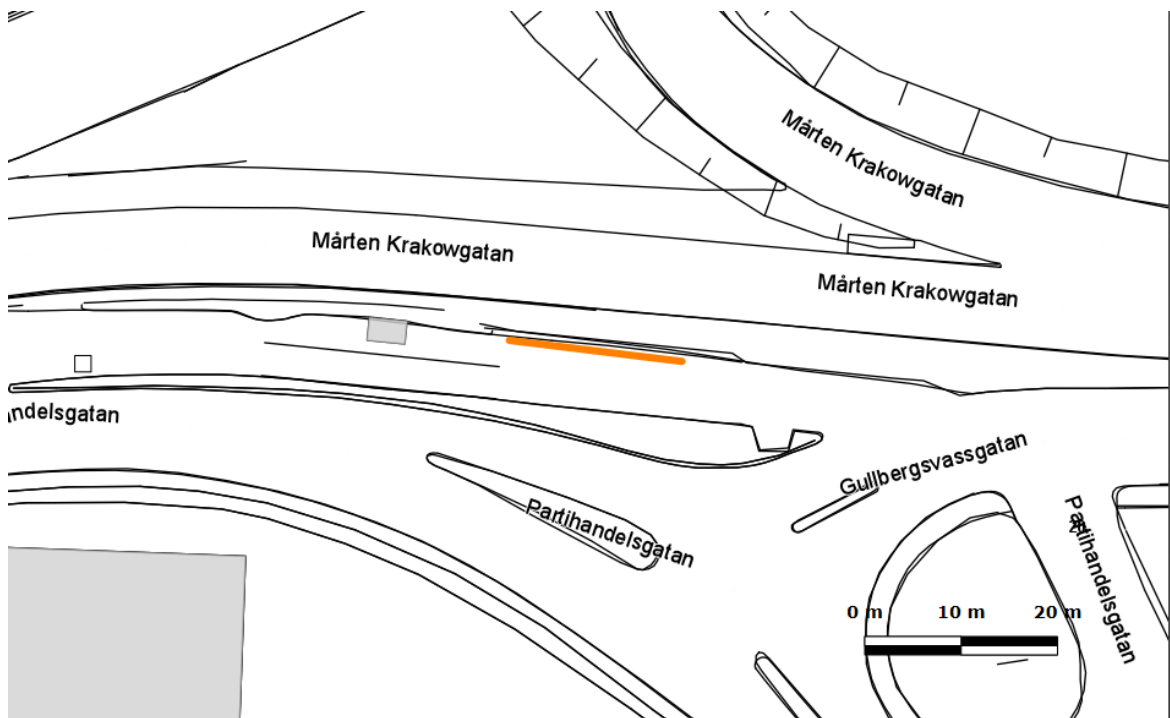 Mårten Krakowgatan
Mårten Krakowgatan
Mårten Krakowgatan
ndelsgatan
Gullbergsvassgatan
Partihandelsgatan
Partihandelsgatan
0 m 10 m 20 m